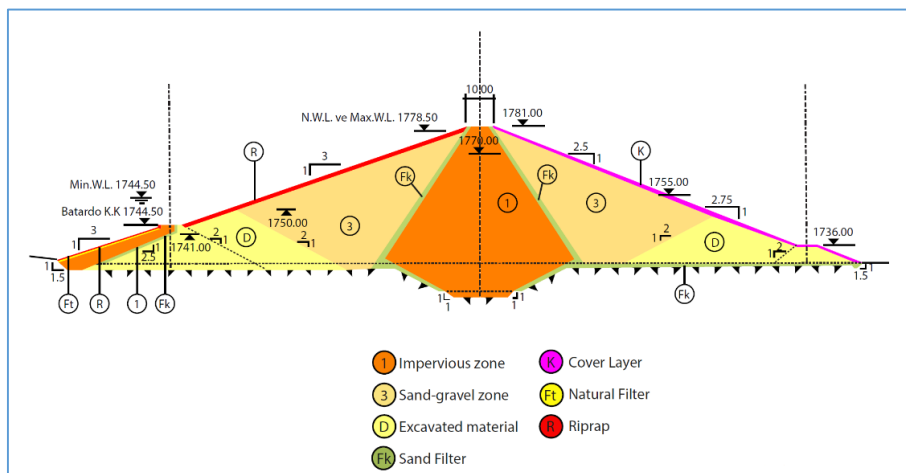 10.00
N.W.L. ve Max.W.L. 1778.50
1781.00
1770.00
3
1
R
2.5
1
K
Fk
Fk
Min.W.L. 1744.50
1
3
1755.00
2.75
1
Batardo K.K 1744.50
1750.00
3
3
1
2
1
1741.00
D
2
1
2
1
D
2
1736.00
1
2.5
1
1.5
1
1.5
Ft
R
1
Fk
1
1
1
1
Fk
1 Impervious zone
3 Sand-gravel zone
D Excavated material
Fk Sand Filter
K Cover Layer
Ft Natural Filter
R Riprap